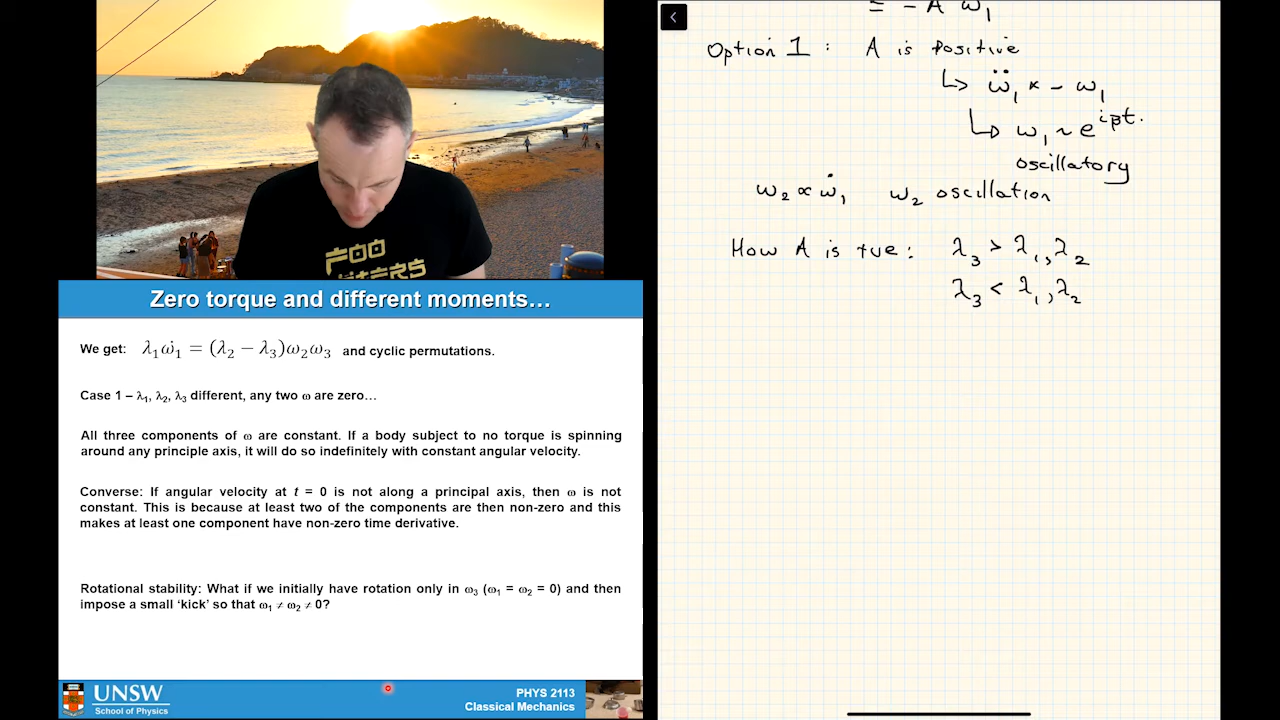 FOO
Zero torque and different moments…
We get: λ₁ω̇₁ = (λ₂ − λ₃)ω₂ω₃ and cyclic permutations.
Case 1 – λ₁, λ₂, λ₃ different, any two ω are zero…
All three components of ω are constant. If a body subject to no torque is spinning
around any principle axis, it will do so indefinitely with constant angular velocity.
Converse: If angular velocity at t = 0 is not along a principal axis, then ω is not
constant. This is because at least two of the components are then non-zero and this
makes at least one component have non-zero time derivative.
Rotational stability: What if we initially have rotation only in ω₃ (ω₁ = ω₂ = 0) and then
impose a small ‘kick’ so that ω₁ ≠ ω₂ ≠ 0?
UNSW
School of Physics
PHYS 2113
Classical Mechanics
= - A ω₁
Option 1 : A is positive
↳ ω̈₁ ∝ - ω₁
↳ ω₁ ~ e^{ipt.}
oscillatory
ω₂ ∝ ω̇₁ ω₂ oscillation
How A is +ve : λ₃ > λ₁, λ₂
λ₃ < λ₁, λ₂